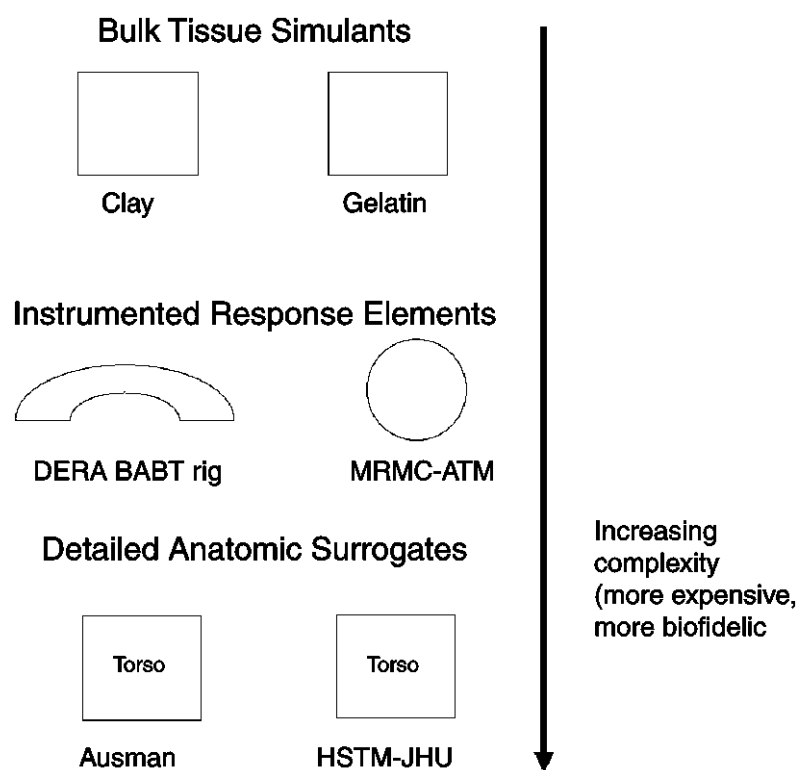 Bulk Tissue Simulants
Clay
Gelatin
Instrumented Response Elements
DERA BABT rig
MRMC-ATM
Detailed Anatomic Surrogates
Increasing
complexity
(more expensive,
more biofidelic
Torso
Torso
Ausman
HSTM-JHU